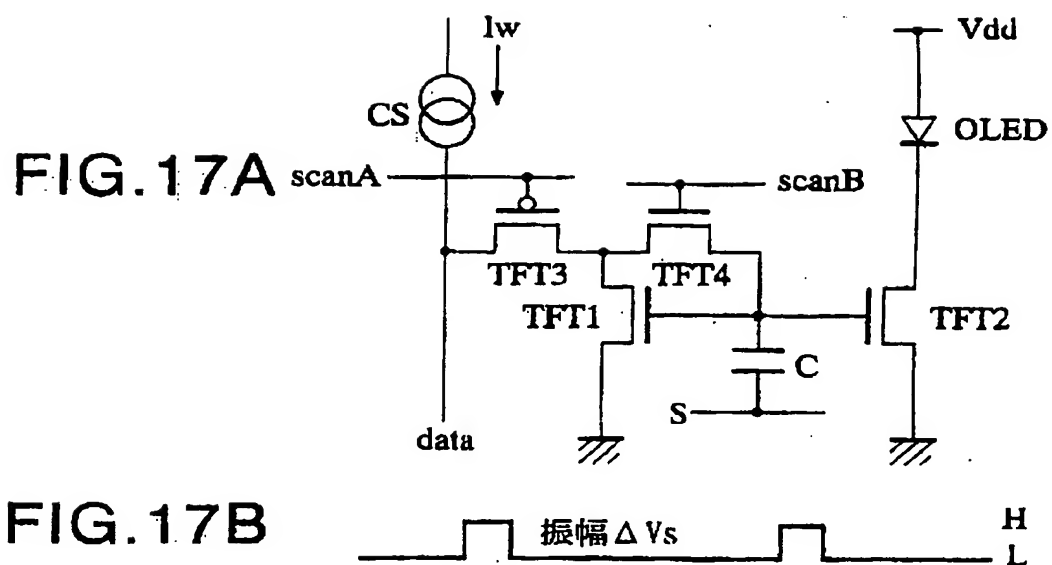 Iw
Vdd
CS
OLED
FIG.17A
scanA
scanB
TFT3
TFT4
TFT1
TFT2
C
S
data
FIG.17B
振幅ΔVs
H
L